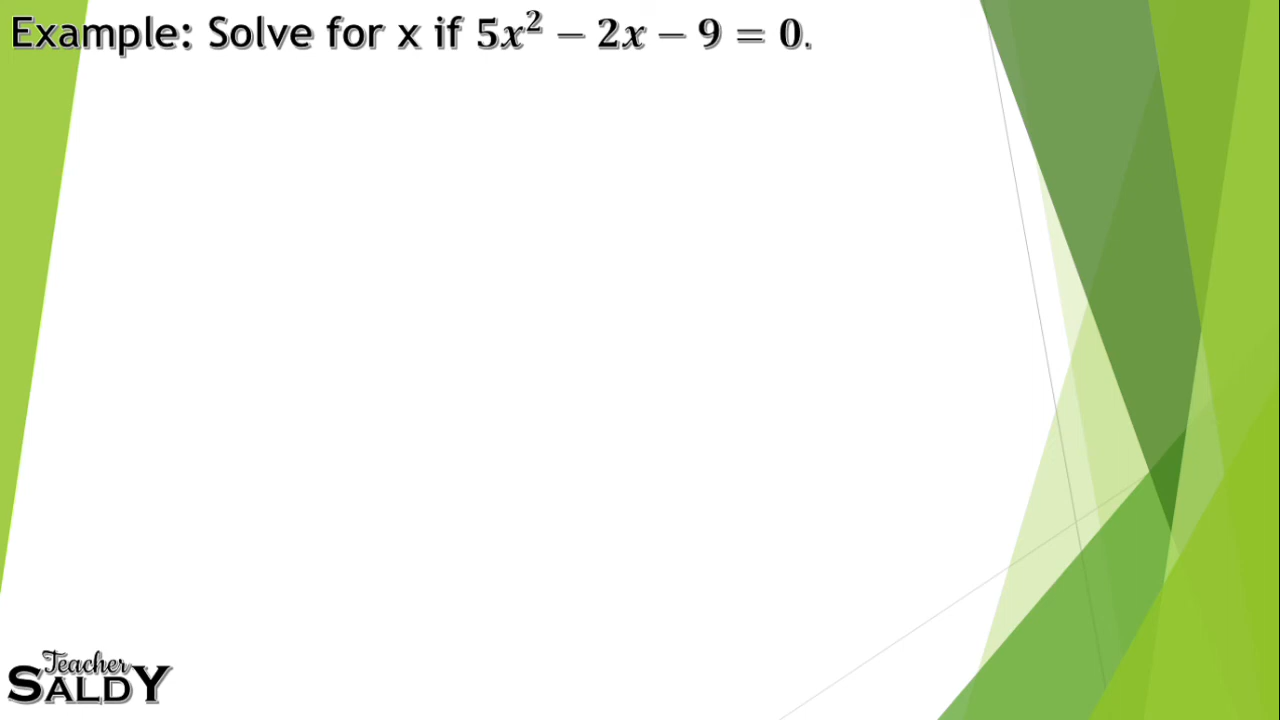 Example: Solve for x if 5x² − 2x − 9 = 0.
Teacher
SALDY